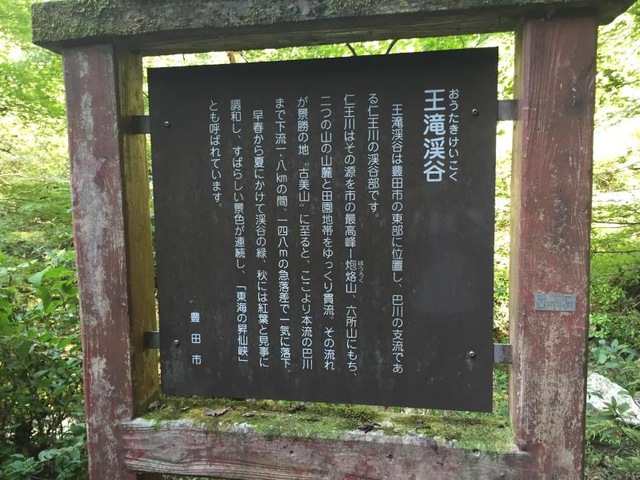 おうたきけいこく
王滝渓谷
王滝渓谷は豊田市の東部に位置し、巴川の支流であ
る仁王川の渓谷部です。
仁王川はその源を市の最高峰―炮烙山、六所山にもち、
ほうろく
二つの山の山麓と田園地帯をゆっくり貫流。その流れ
が景勝の地〝古美山〟に至ると、ここより本流の巴川
まで下流一・八kmの間、一四八mの急落差で一気に落下。
早春から夏にかけて渓谷の緑、秋には紅葉と見事に
調和し、すばらしい景色が連続し、「東海の昇仙峡」
とも呼ばれています。
豊田市